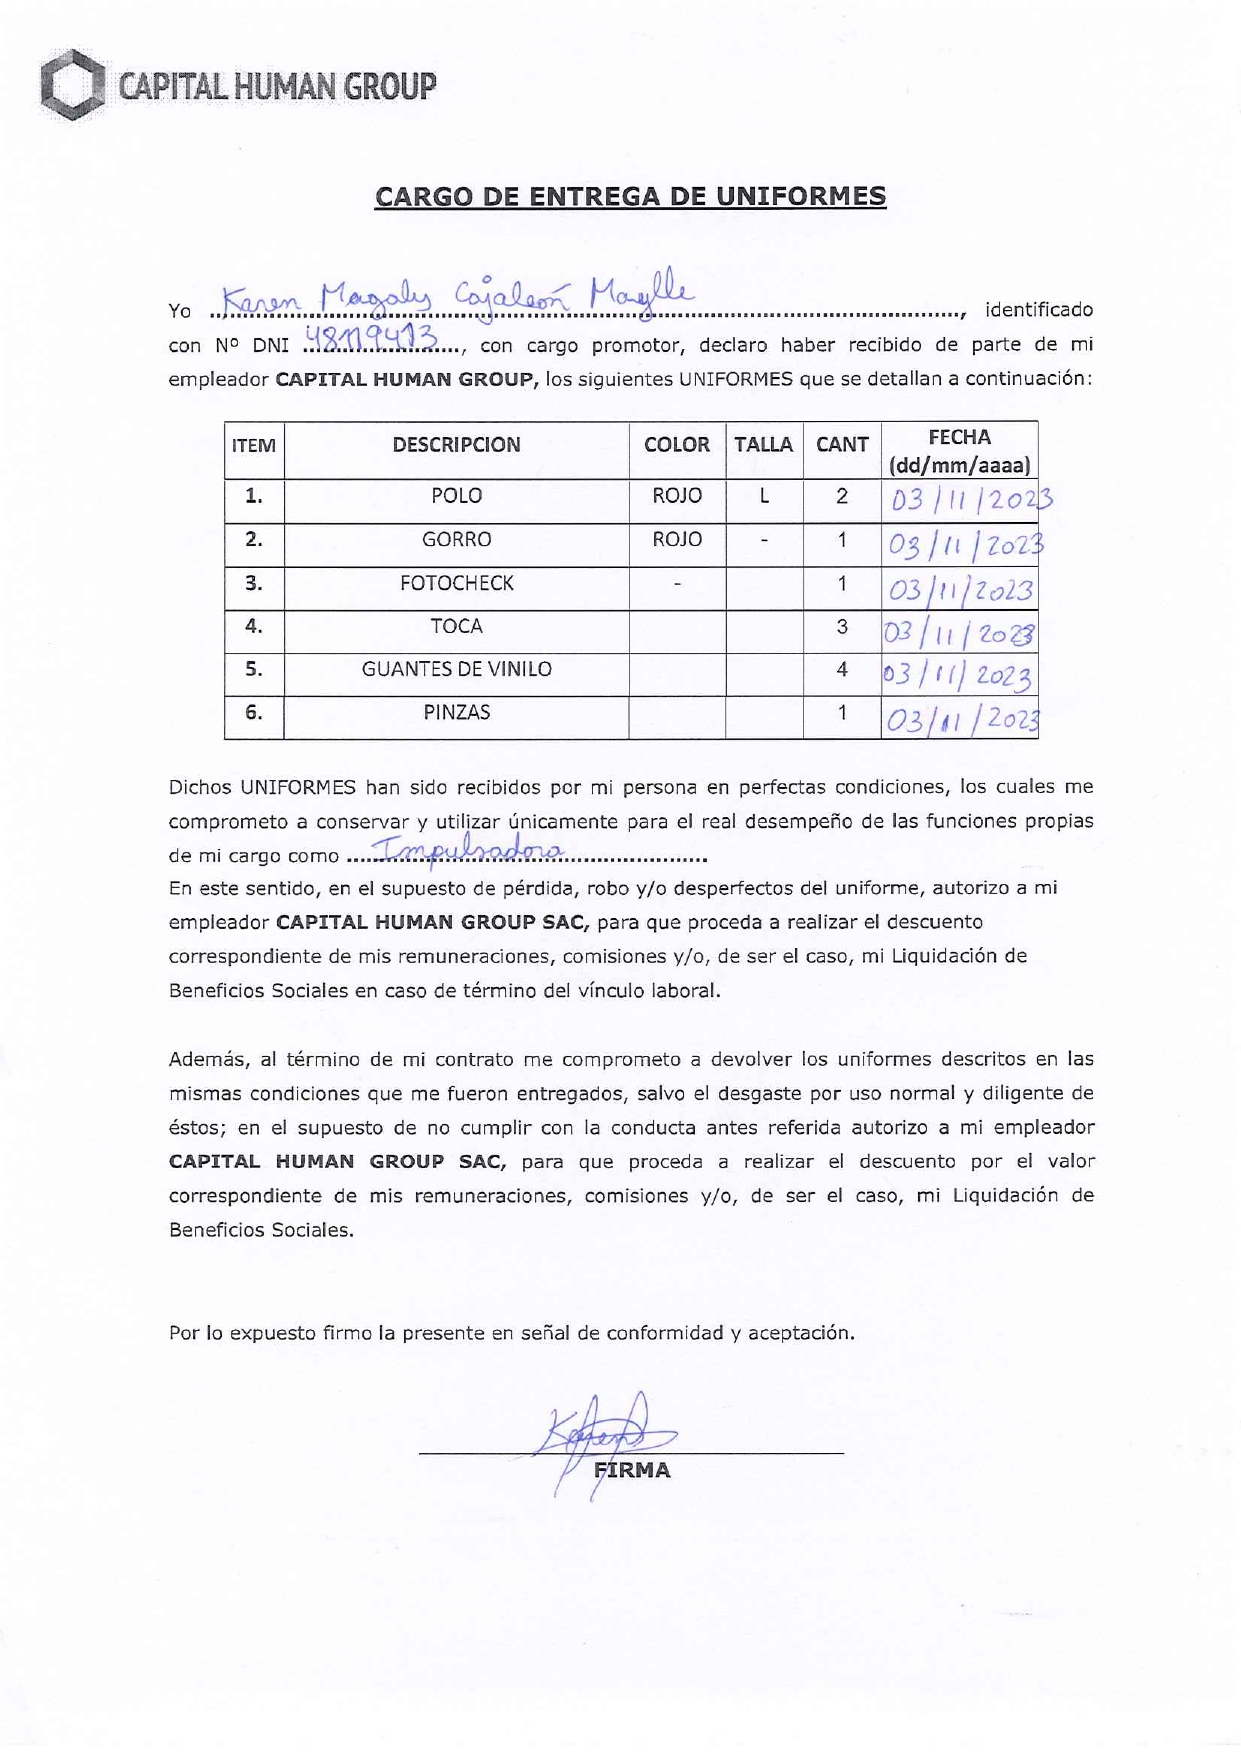 CAPITAL HUMAN GROUP
CARGO DE ENTREGA DE UNIFORMES
Yo Karen Magaly Cajaleón Maylle, identificado
con Nº DNI 48119413, con cargo promotor, declaro haber recibido de parte de mi
empleador CAPITAL HUMAN GROUP, los siguientes UNIFORMES que se detallan a continuación:
ITEM DESCRIPCION COLOR TALLA CANT FECHA (dd/mm/aaaa)
1. POLO ROJO L 2 03/11/2023
2. GORRO ROJO - 1 03/11/2023
3. FOTOCHECK - 1 03/11/2023
4. TOCA 3 03/11/2023
5. GUANTES DE VINILO 4 03/11/2023
6. PINZAS 1 03/11/2023
Dichos UNIFORMES han sido recibidos por mi persona en perfectas condiciones, los cuales me
comprometo a conservar y utilizar únicamente para el real desempeño de las funciones propias
de mi cargo como Impulsadora
En este sentido, en el supuesto de pérdida, robo y/o desperfectos del uniforme, autorizo a mi
empleador CAPITAL HUMAN GROUP SAC, para que proceda a realizar el descuento
correspondiente de mis remuneraciones, comisiones y/o, de ser el caso, mi Liquidación de
Beneficios Sociales en caso de término del vínculo laboral.
Además, al término de mi contrato me comprometo a devolver los uniformes descritos en las
mismas condiciones que me fueron entregados, salvo el desgaste por uso normal y diligente de
éstos; en el supuesto de no cumplir con la conducta antes referida autorizo a mi empleador
CAPITAL HUMAN GROUP SAC, para que proceda a realizar el descuento por el valor
correspondiente de mis remuneraciones, comisiones y/o, de ser el caso, mi Liquidación de
Beneficios Sociales.
Por lo expuesto firmo la presente en señal de conformidad y aceptación.
Karen
FIRMA